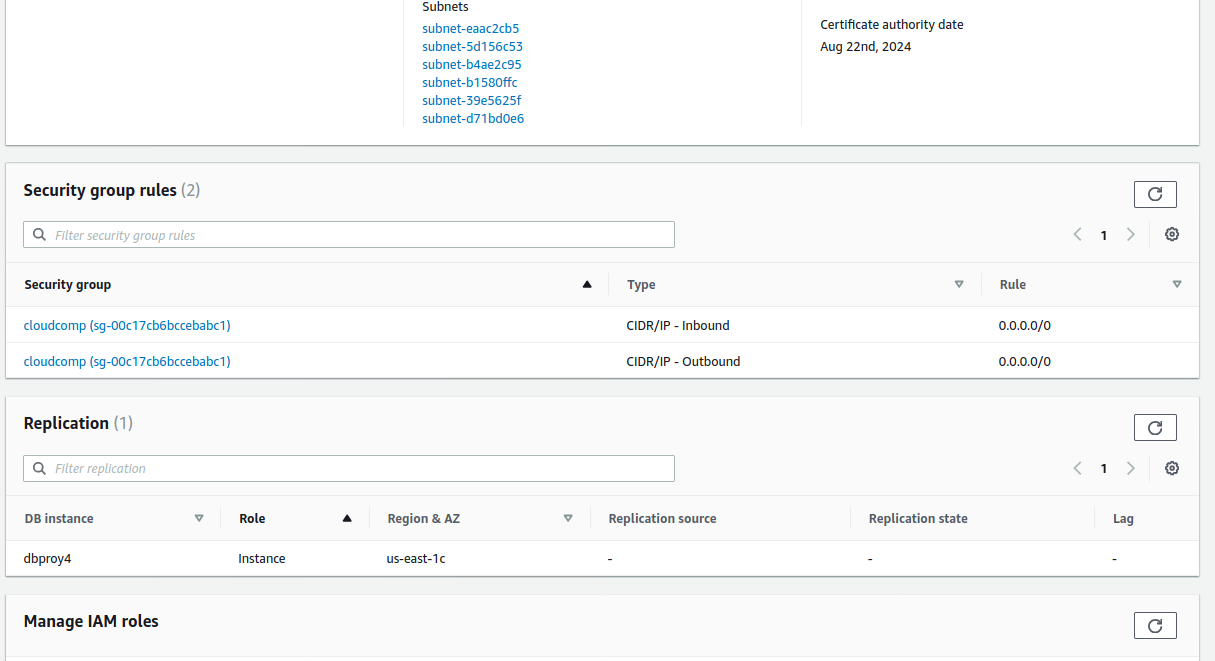 Subnets
subnet-eaac2cb5
subnet-5d156c53
subnet-b4ae2c95
subnet-b1580ffc
subnet-39e5625f
subnet-d71bd0e6
Certificate authority date
Aug 22nd, 2024
Security group rules (2)
Filter security group rules
1
Security group Type Rule
cloudcomp (sg-00c17cb6bccebabc1) CIDR/IP - Inbound 0.0.0.0/0
cloudcomp (sg-00c17cb6bccebabc1) CIDR/IP - Outbound 0.0.0.0/0
Replication (1)
Filter replication
1
DB instance Role Region & AZ Replication source Replication state Lag
dbproy4 Instance us-east-1c - - -
Manage IAM roles